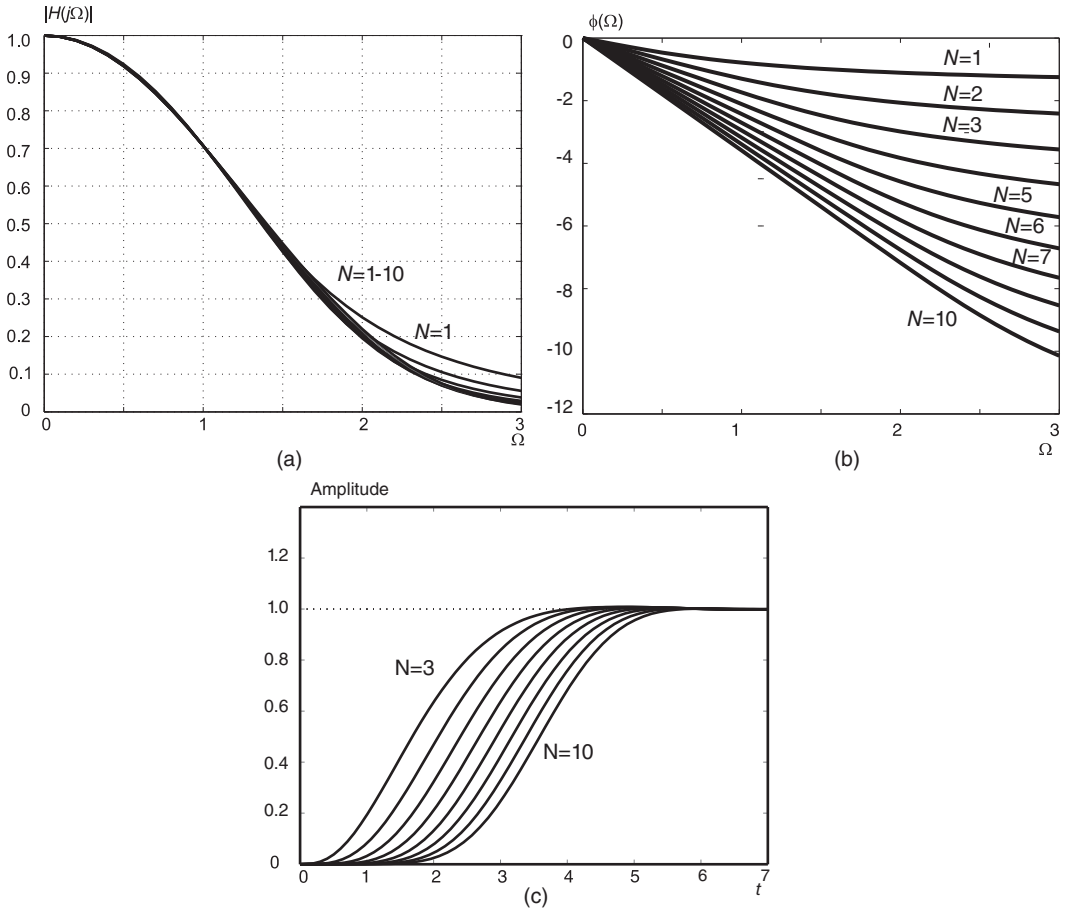 |H(jΩ)|
1.0
0.9
0.8
0.7
0.6
0.5
0.4
0.3
0.2
0.1
0
N=1-10
N=1
0 1 2 3
Ω
(a)
ϕ(Ω)
0
-2
-4
-6
-8
-10
-12
N=1
N=2
N=3
N=5
N=6
N=7
N=10
0 1 2 3
Ω
(b)
Amplitude
1.2
1.0
0.8
0.6
0.4
0.2
0
N=3
N=10
0 1 2 3 4 5 6 7
t
(c)